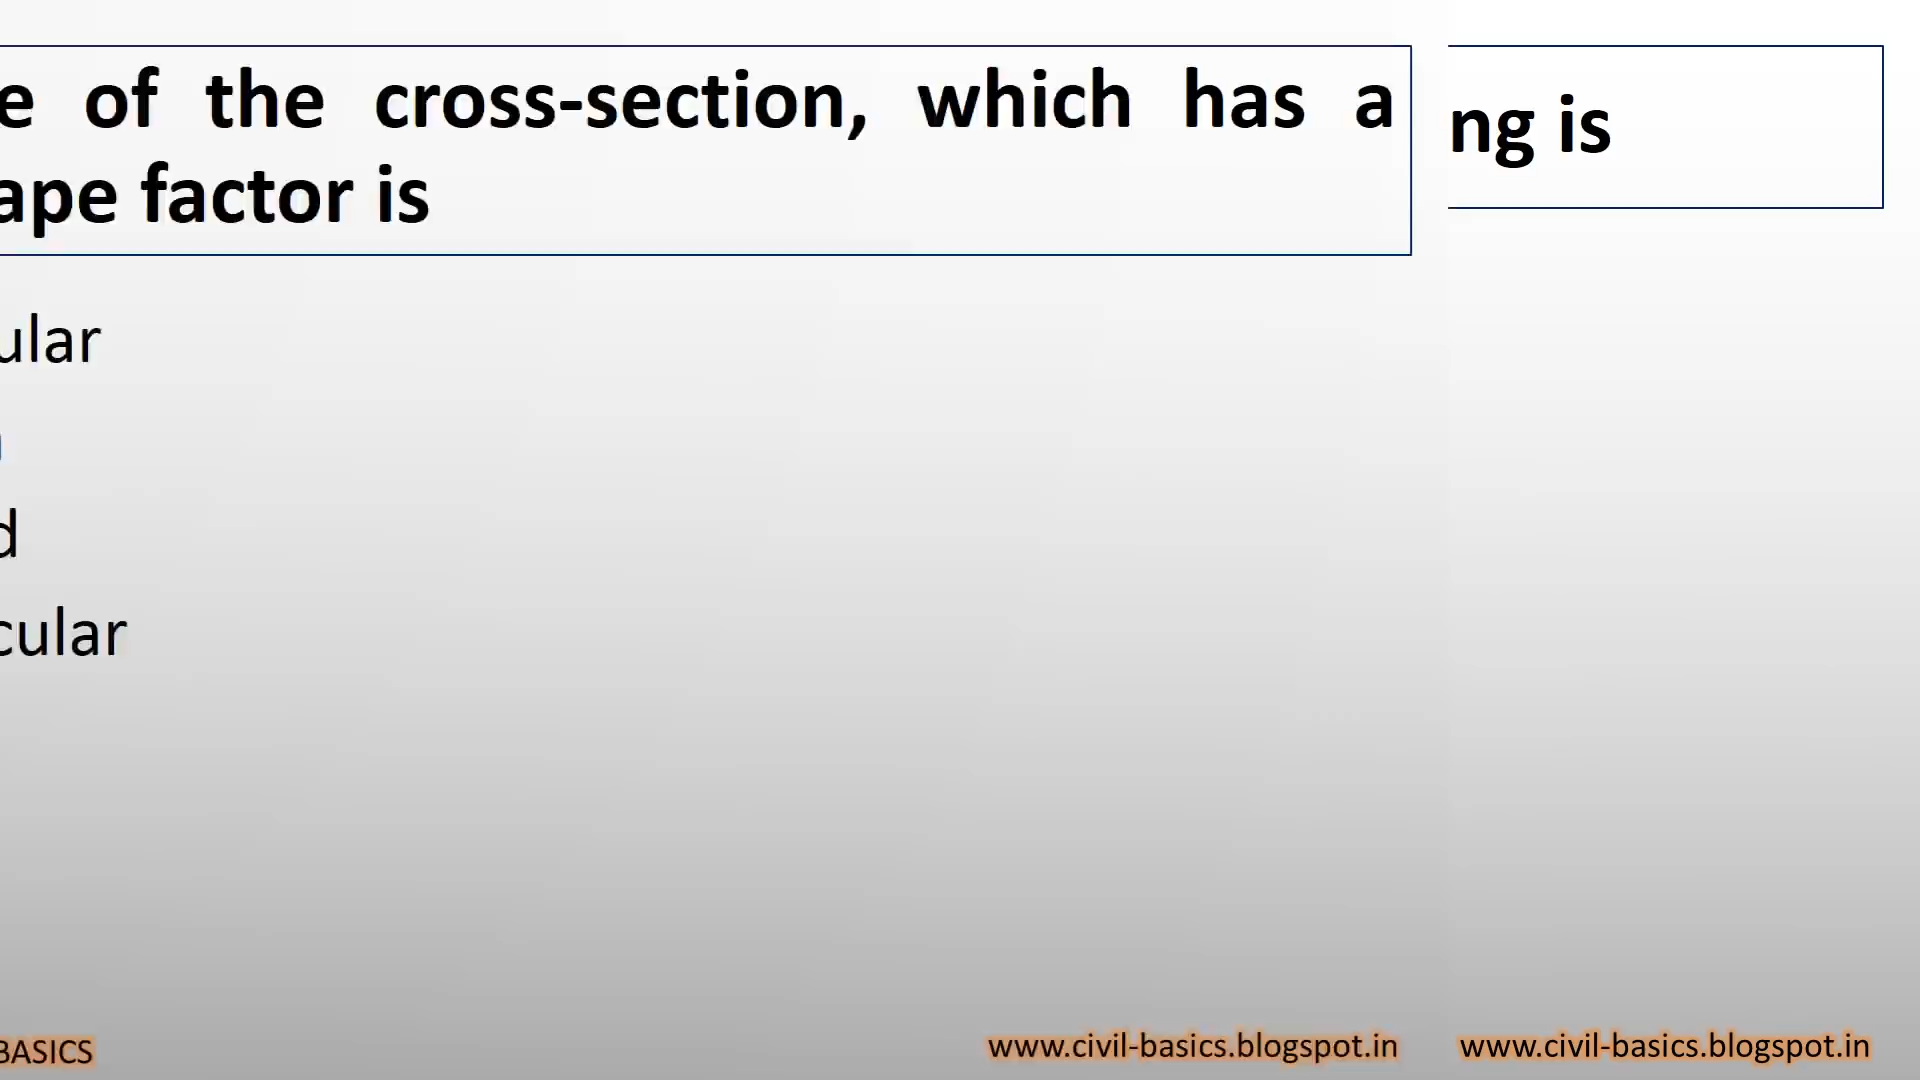 e of the cross-section, which has a
ape factor is
ng is
ular
d
cular
BASICS
www.civil-basics.blogspot.in
www.civil-basics.blogspot.in